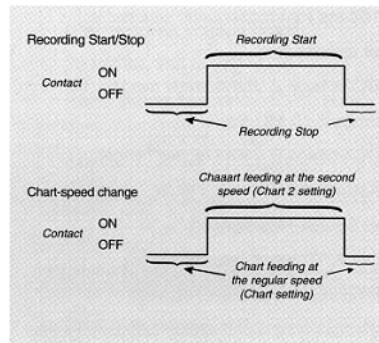 Recording Start/Stop
Recording Start
Contact
ON
OFF
Recording Stop
Chart-speed change
Chaaart feeding at the second
speed (Chart 2 setting)
Contact
ON
OFF
Chart feeding at
the regular speed
(Chart setting)